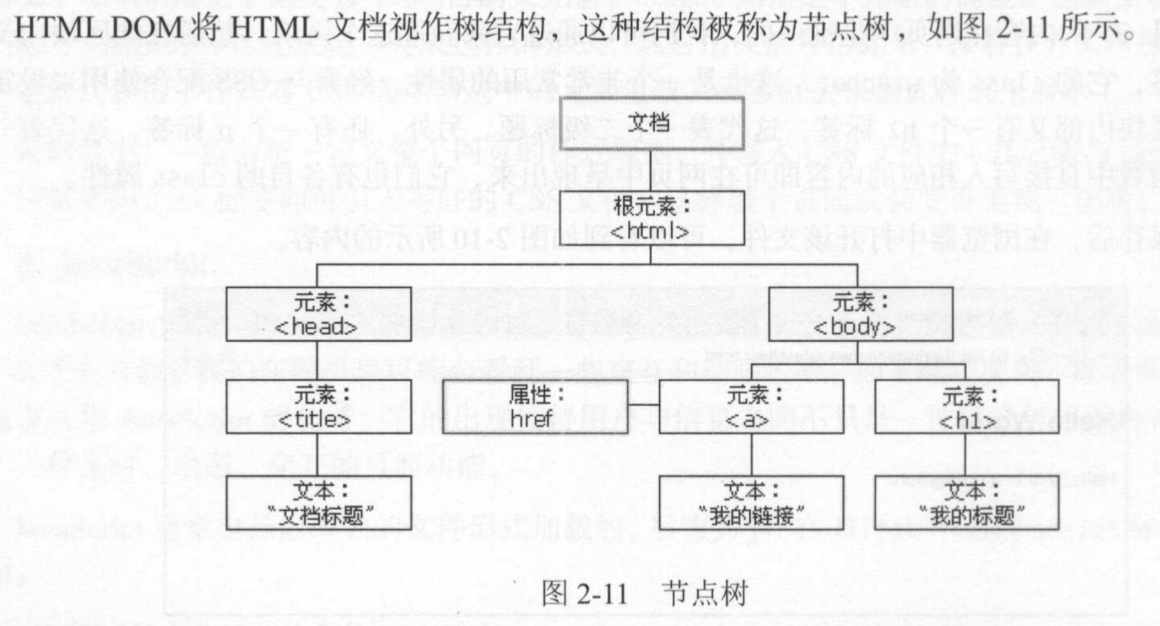 HTML DOM 将 HTML 文档视作树结构，这种结构被称为节点树，如图 2-11 所示。
文档
根元素：
<html>
元素：
<head>
元素：
<body>
元素：
<title>
属性：
href
元素：
<a>
元素：
<h1>
文本：
“文档标题”
文本：
“我的链接”
文本：
“我的标题”
图 2-11 节点树